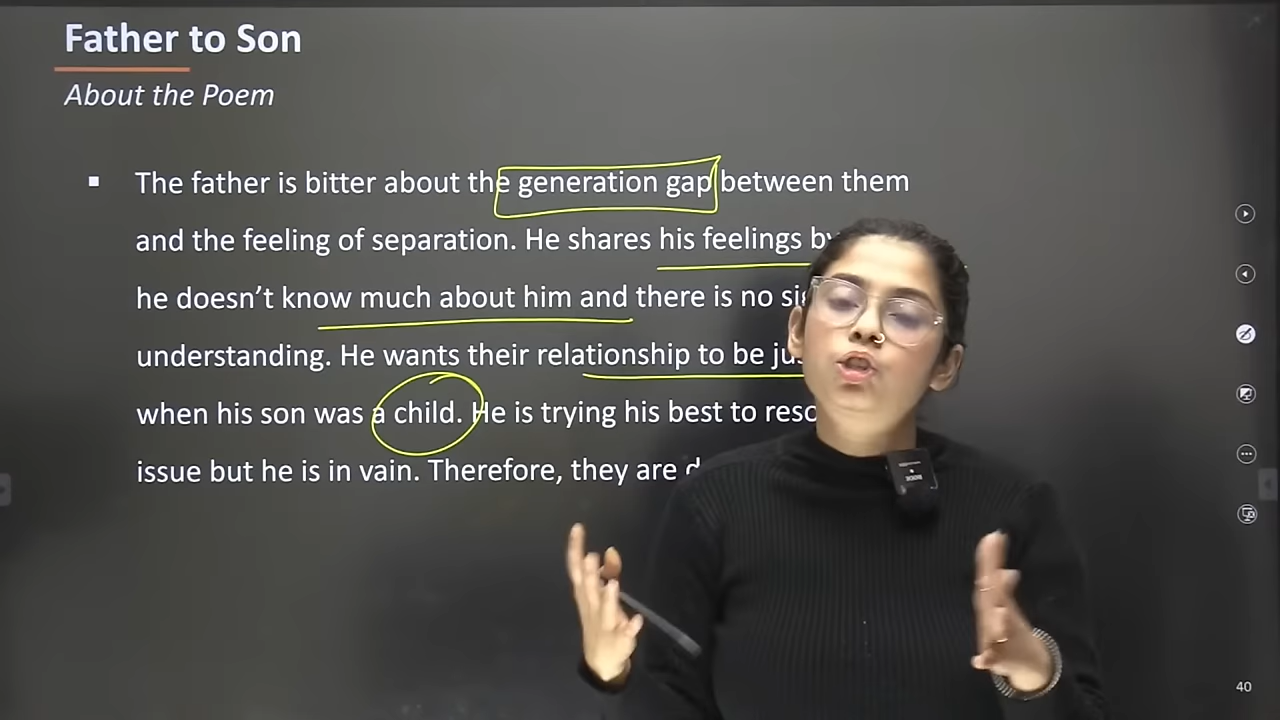 Father to Son
About the Poem
▪ The father is bitter about the generation gap between them
and the feeling of separation. He shares his feelings by
he doesn’t know much about him and there is no
understanding. He wants their relationship to be
when his son was a child. He is trying his best to
issue but he is in vain. Therefore, they are
40